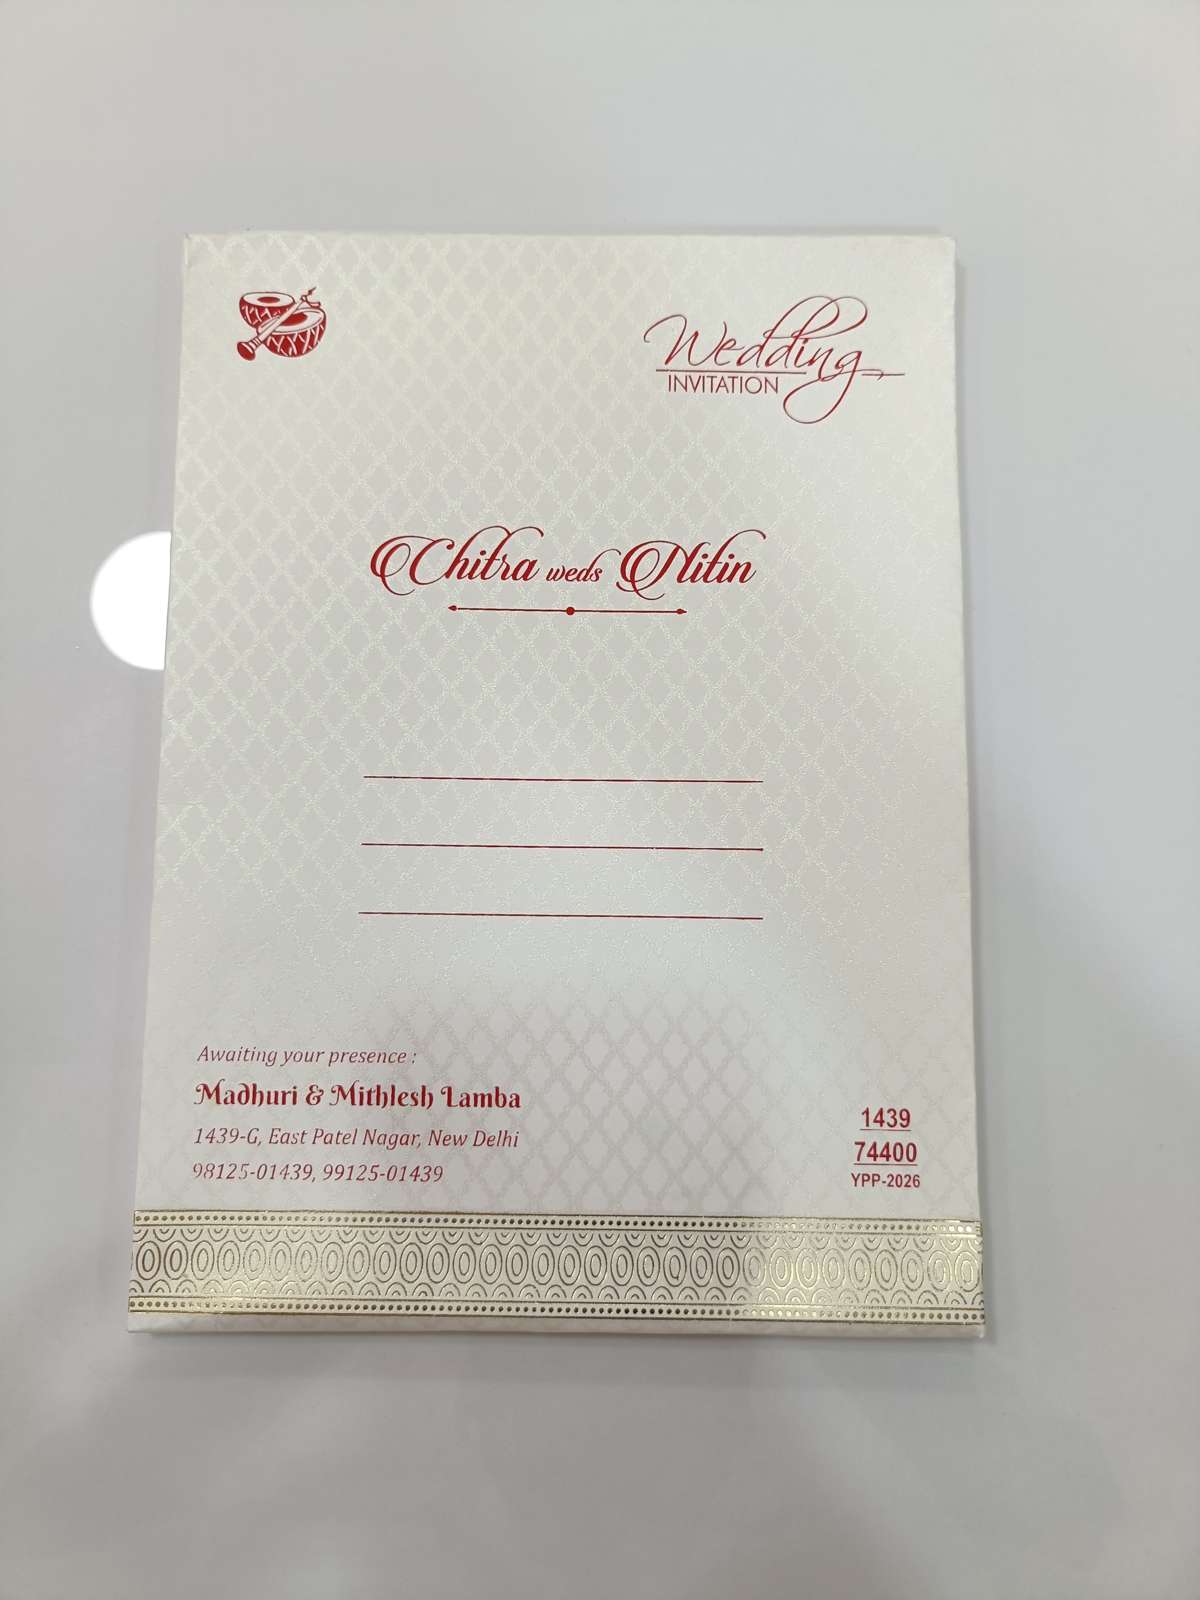 Wedding
INVITATION
Chitra weds Nitin
Awaiting your presence :
Madhuri & Mithlesh Lamba
1439-G, East Patel Nagar, New Delhi
98125-01439, 99125-01439
1439
74400
YPP-2026